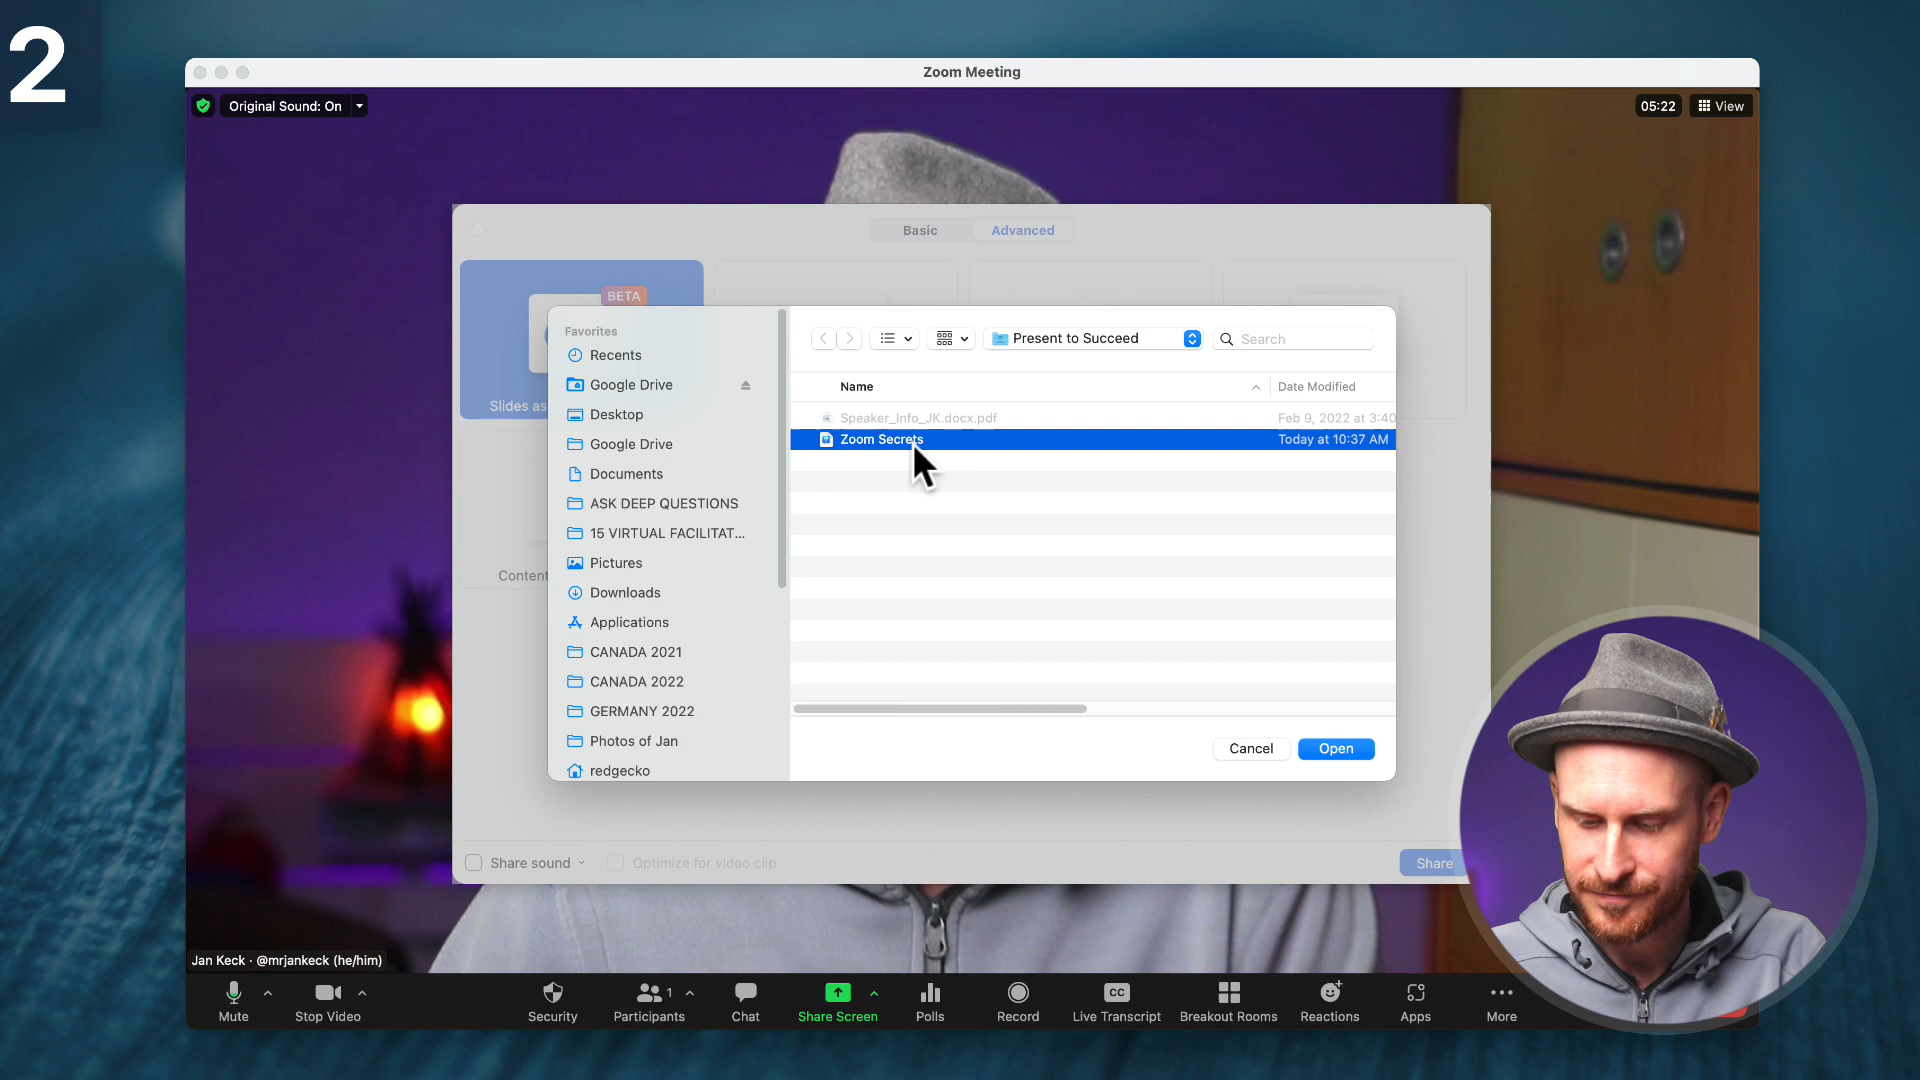 2
Zoom Meeting
Original Sound: On
05:22
View
Basic
Advanced
BETA
Slides as
Content
Favorites
Recents
Google Drive
Desktop
Google Drive
Documents
ASK DEEP QUESTIONS
15 VIRTUAL FACILITAT...
Pictures
Downloads
Applications
CANADA 2021
CANADA 2022
GERMANY 2022
Photos of Jan
redgecko
Present to Succeed
Search
Name
Date Modified
Speaker_Info_JK.docx.pdf
Feb 9, 2022 at 3:40
Zoom Secrets
Today at 10:37 AM
Cancel
Open
Share sound
Optimize for video clip
Share
Jan Keck · @mrjankeck (he/him)
Mute
Stop Video
Security
1
Participants
Chat
Share Screen
Polls
Record
CC
Live Transcript
Breakout Rooms
Reactions
Apps
More